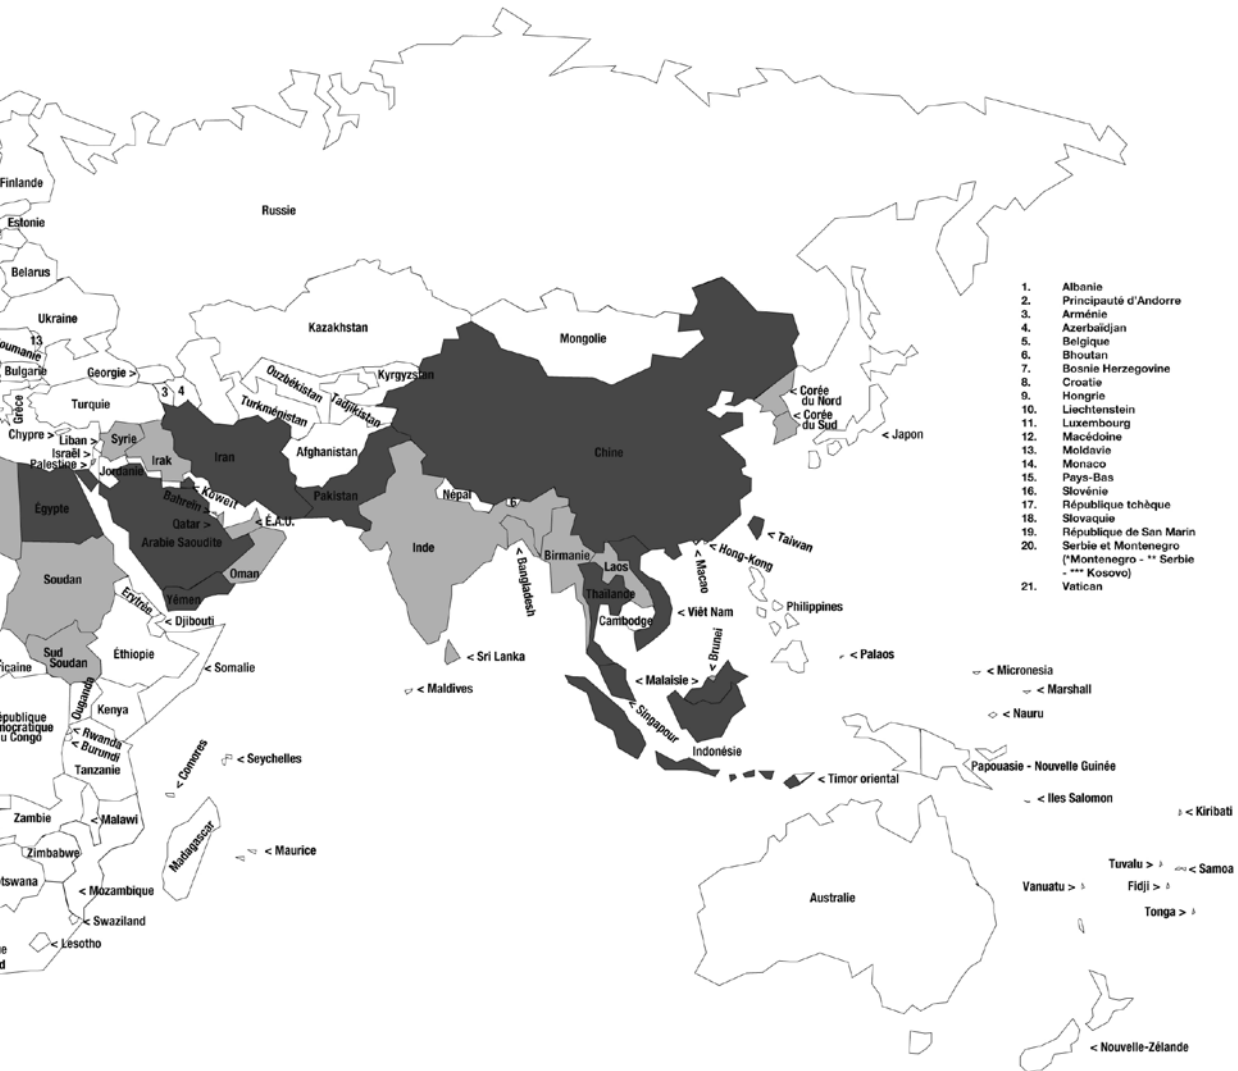 Finlande
Estonie
Belarus
Ukraine
13
oumanie
Bulgarie
Grèce
Georgie >
3
4
Turquie
Chypre >
Liban >
Israël >
Palestine >
Syrie
Irak
Jordanie
Iran
< Koweit
Bahreïn >
Qatar >
< É.A.U.
Arabie Saoudite
Oman
Yémen
Égypte
Soudan
Sud
Soudan
Erytrée
< Djibouti
Éthiopie
< Somalie
ricaine
Ouganda
Kenya
épublique
nocratique
u Congo
< Rwanda
< Burundi
Tanzanie
< Comores
< Seychelles
Zambie
< Malawi
Zimbabwe
tswana
< Mozambique
< Swaziland
< Lesotho
ue
d
Madagascar
< Maurice
Russie
Kazakhstan
Mongolie
Ouzbékistan
Kyrgyzstan
Turkménistan
Tadjikistan
Afghanistan
Pakistan
Chine
Népal
6
Inde
< Bangladesh
Birmanie
Laos
Thaïlande
Cambodge
< Viêt Nam
< Sri Lanka
< Maldives
< Corée
du Nord
< Corée
du Sud
< Japon
< Taiwan
< Hong-Kong
< Macao
< Philippines
< Brunei
< Malaisie >
< Singapour
Indonésie
< Timor oriental
< Palaos
< Micronesia
< Marshall
< Nauru
Papouasie - Nouvelle Guinée
< Iles Salomon
< Kiribati
Tuvalu >
< Samoa
Vanuatu >
Fidji >
Tonga >
Australie
< Nouvelle-Zélande
1. Albanie
2. Principauté d'Andorre
3. Arménie
4. Azerbaïdjan
5. Belgique
6. Bhoutan
7. Bosnie Herzegovine
8. Croatie
9. Hongrie
10. Liechtenstein
11. Luxembourg
12. Macédoine
13. Moldavie
14. Monaco
15. Pays-Bas
16. Slovénie
17. République tchèque
18. Slovaquie
19. République de San Marin
20. Serbie et Montenegro
(*Montenegro - ** Serbie
- *** Kosovo)
21. Vatican